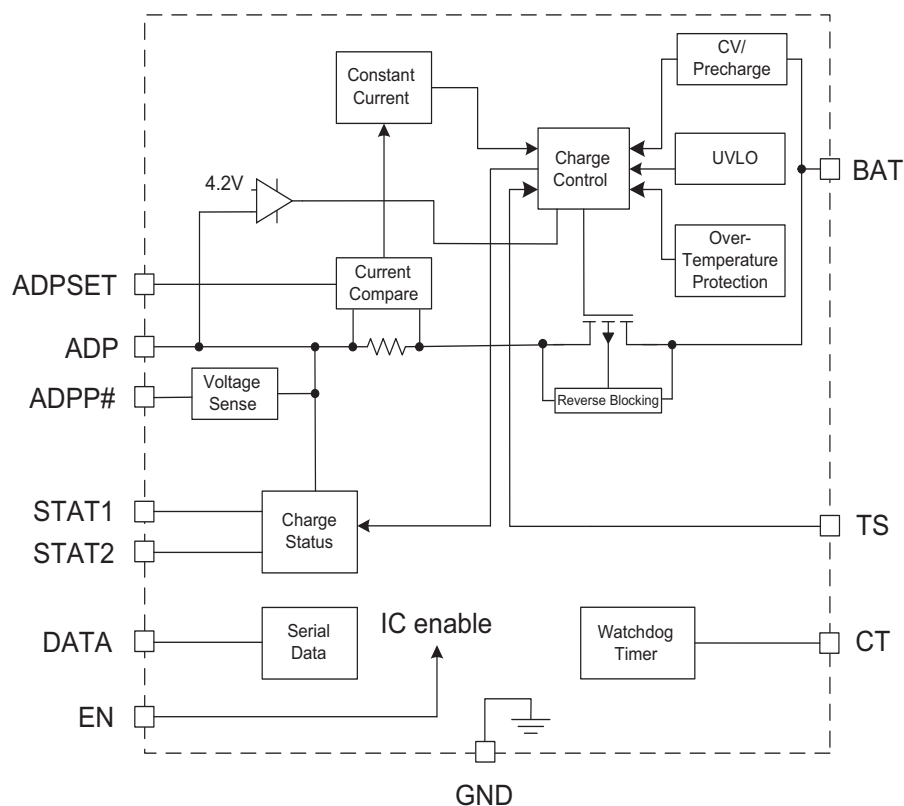 CV/
Precharge
Constant
Current
Charge
Control
UVLO
BAT
4.2V
Over-
Temperature
Protection
ADPSET
Current
Compare
ADP
ADPP#
Voltage
Sense
Reverse Blocking
STAT1
STAT2
Charge
Status
TS
DATA
Serial
Data
IC enable
Watchdog
Timer
CT
EN
GND